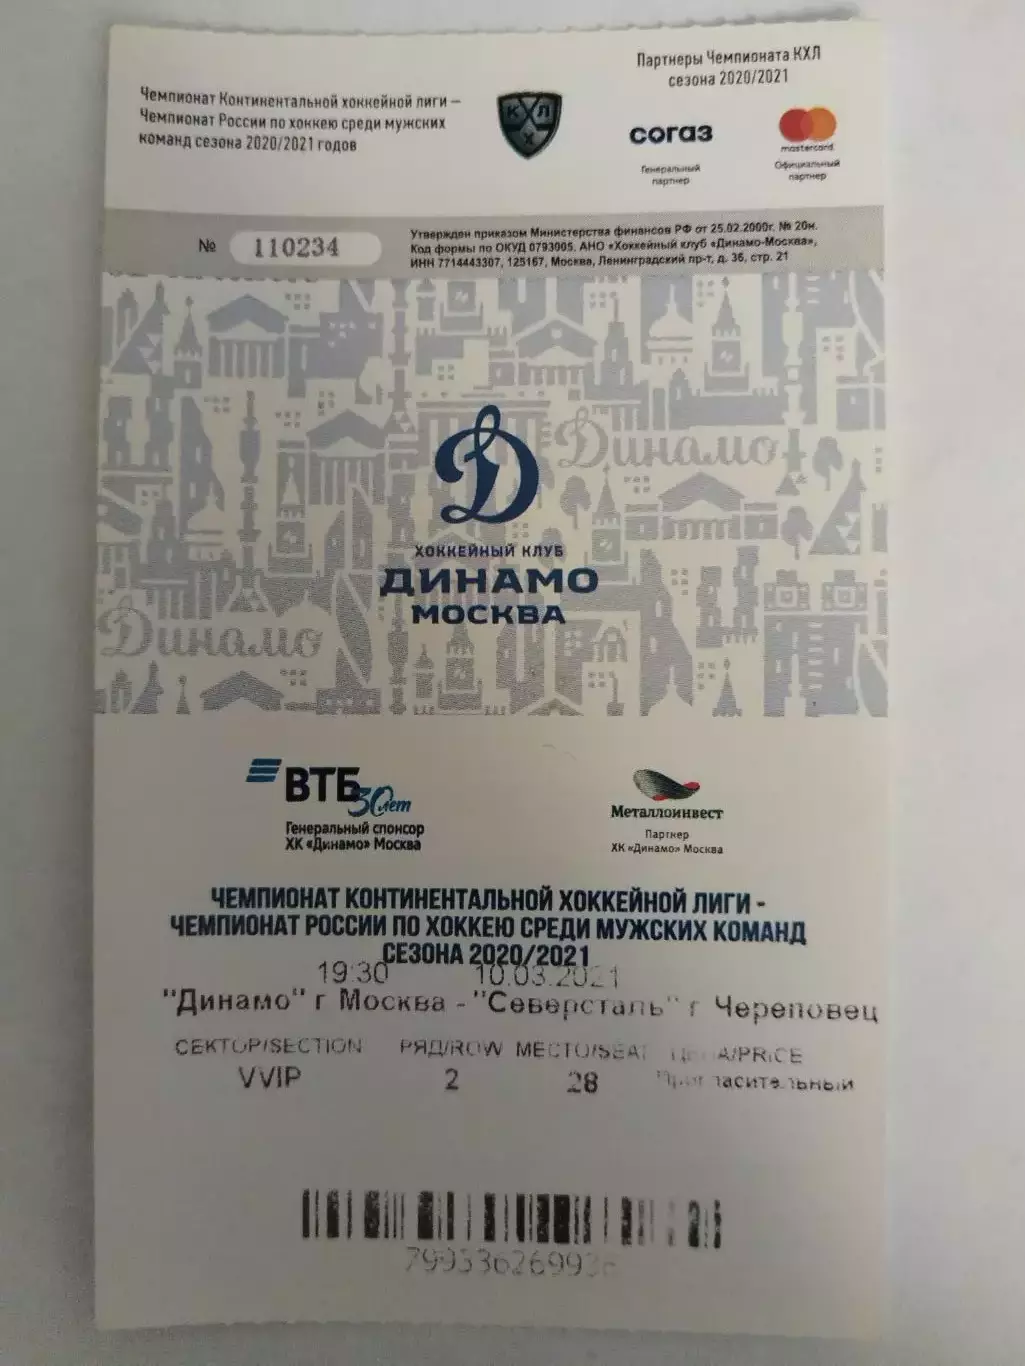 Партнеры Чемпионата КХЛ
сезона 2020/2021
Чемпионат Континентальной хоккейной лиги –
Чемпионат России по хоккею среди мужских
команд сезона 2020/2021 годов
КХЛ
согаз
Генеральный
партнер
mastercard
Официальный
партнер
№ 110234
Утвержден приказом Министерства финансов РФ от 25.02.2000г. № 20н.
Код формы по ОКУД 0793005. АНО «Хоккейный клуб «Динамо-Москва»,
ИНН 7714443307, 125167, Москва, Ленинградский пр-т, д. 36, стр. 21
Динамо
Д
ХОККЕЙНЫЙ КЛУБ
ДИНАМО
МОСКВА
Динамо
ВТБ 30 лет
Генеральный спонсор
ХК «Динамо» Москва
Металлоинвест
Партнер
ХК «Динамо» Москва
ЧЕМПИОНАТ КОНТИНЕНТАЛЬНОЙ ХОККЕЙНОЙ ЛИГИ -
ЧЕМПИОНАТ РОССИИ ПО ХОККЕЮ СРЕДИ МУЖСКИХ КОМАНД
СЕЗОНА 2020/2021
19:30 10.03.2021
"Динамо" г Москва - "Северсталь" г Череповец
СЕКТОР/SECTION РЯД/ROW МЕСТО/SEAT ЦЕНА/PRICE
VVIP 2 28 Пригласительный